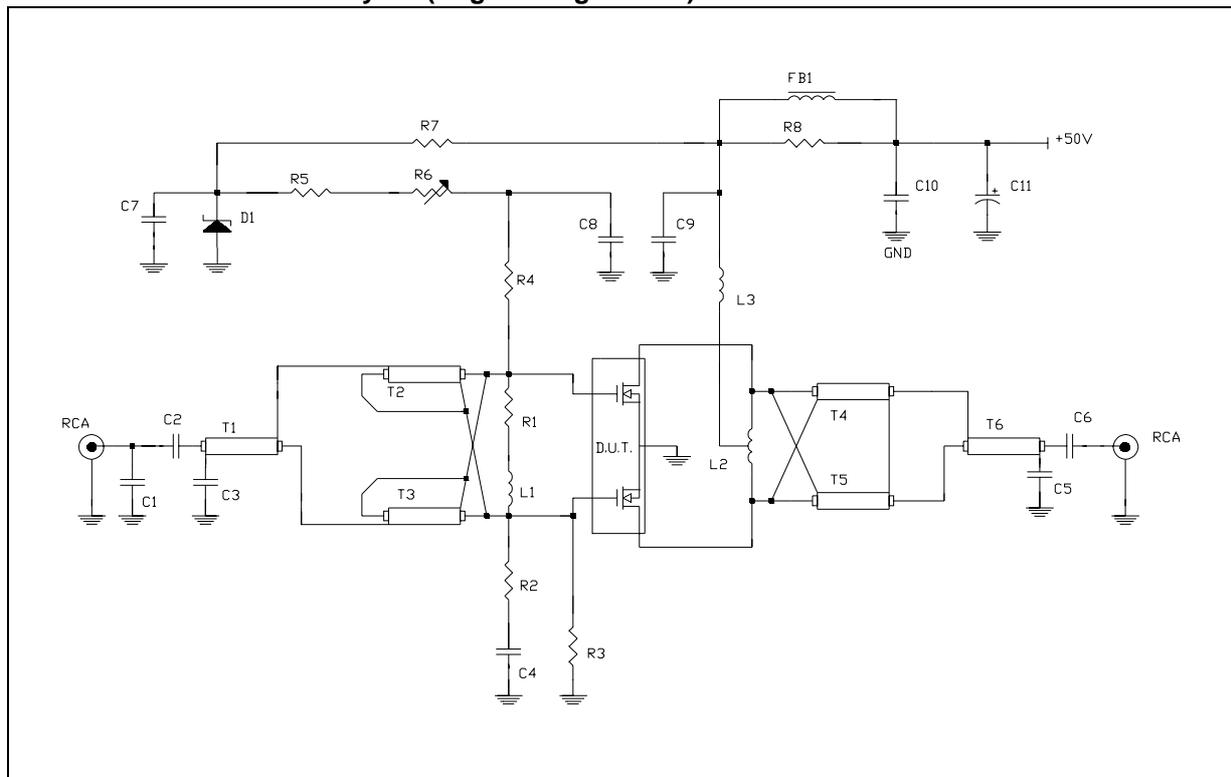 FB1
R7
R8
+50V
R5
R6
C7
D1
C8
C9
C10
C11
GND
R4
L3
T2
R1
RCA
C2
T1
D.U.T.
L2
T4
T6
C6
RCA
C1
C3
T3
L1
T5
C5
R2
C4
R3